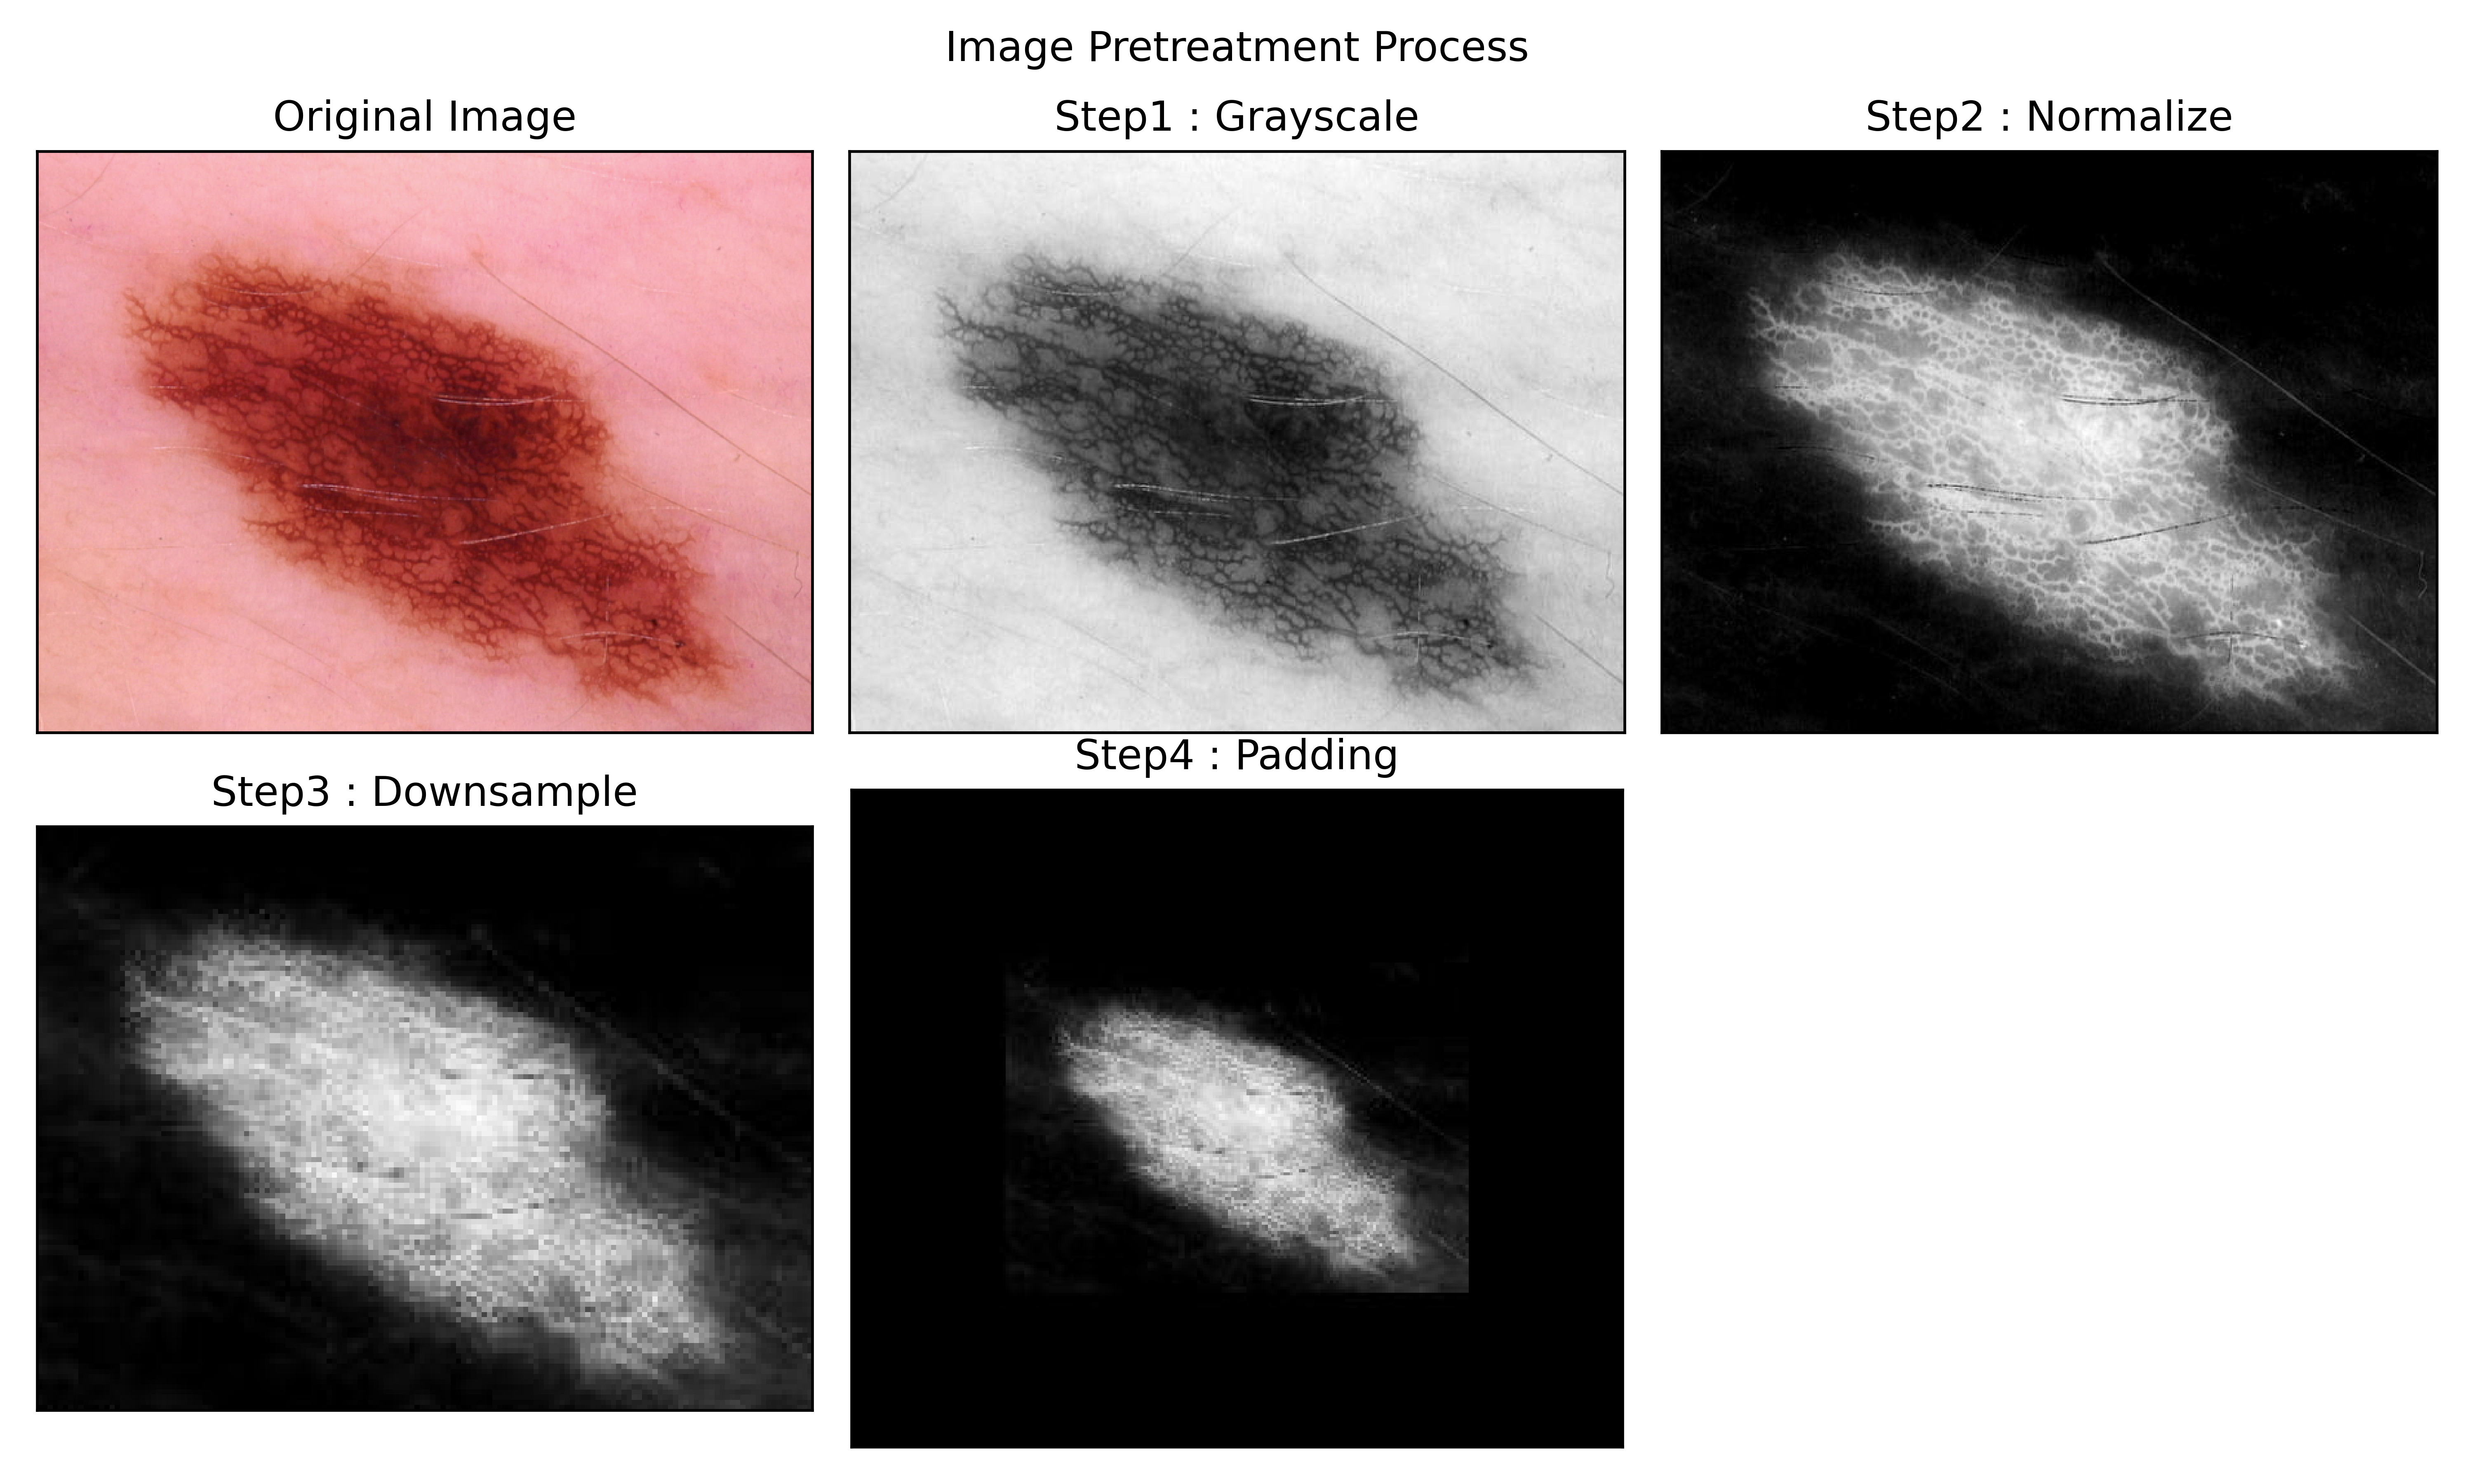 Image Pretreatment Process
Original Image
Step1 : Grayscale
Step2 : Normalize
Step3 : Downsample
Step4 : Padding